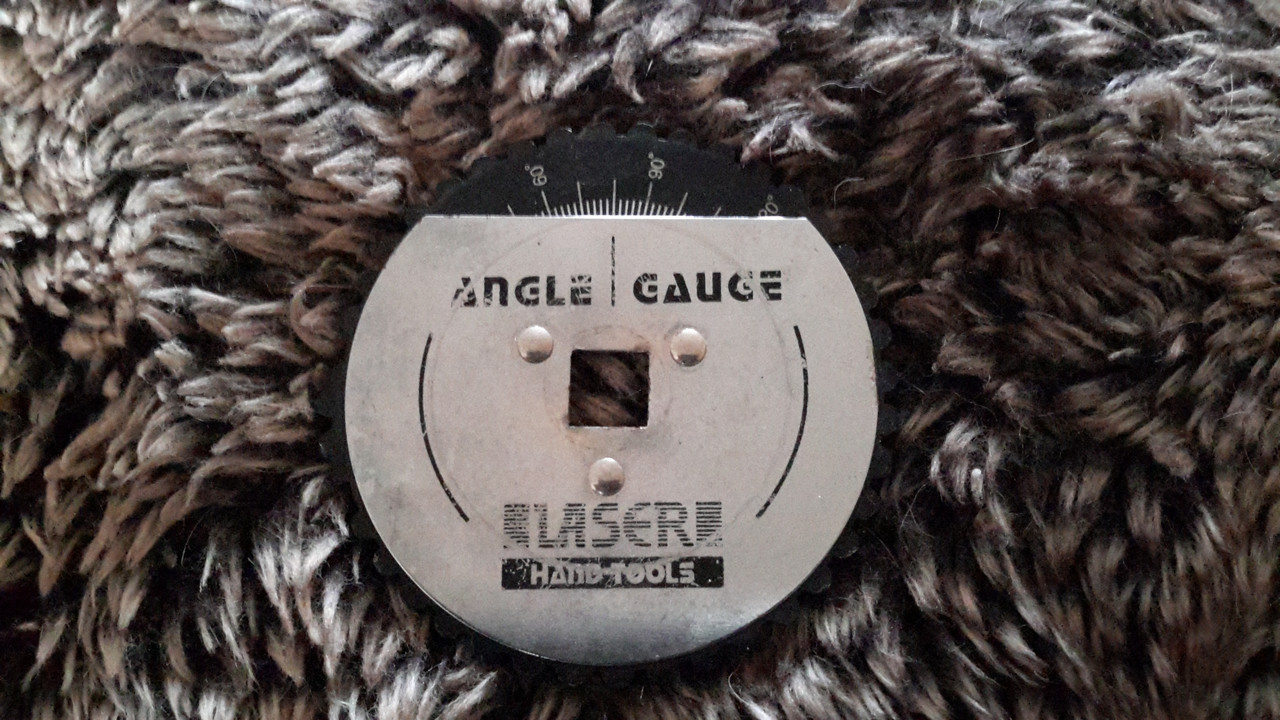 60° 90°
ANGLE GAUGE
LASER
HAND TOOLS